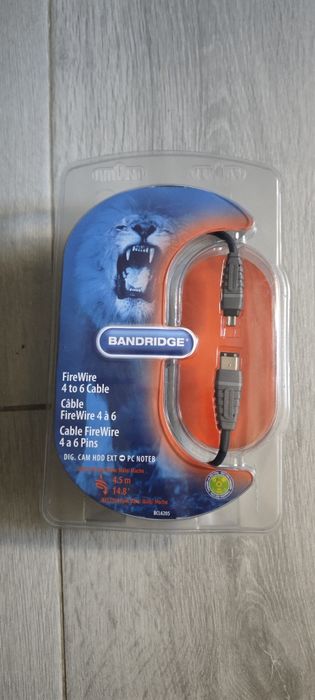 BANDRIDGE
FireWire
4 to 6 Cable
Câble
FireWire 4 à 6
Cable FireWire
4 a 6 Pins
DIG. CAM HDD EXT PC NOTEB
4.5 m
14.8'
BCL6205